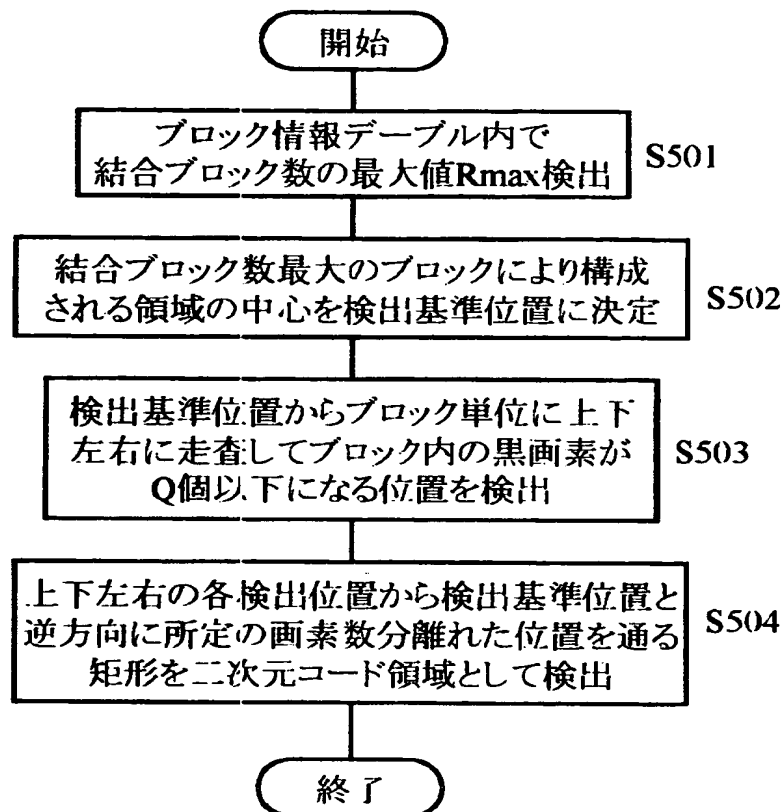 開始
ブロック情報テーブル内で
結合ブロック数の最大値Rmax検出
S501
結合ブロック数最大のブロックにより構成
される領域の中心を検出基準位置に決定
S502
検出基準位置からブロック単位に上下
左右に走査してブロック内の黒画素が
Q個以下になる位置を検出
S503
上下左右の各検出位置から検出基準位置と
逆方向に所定の画素数分離れた位置を通る
矩形を二次元コード領域として検出
S504
終了